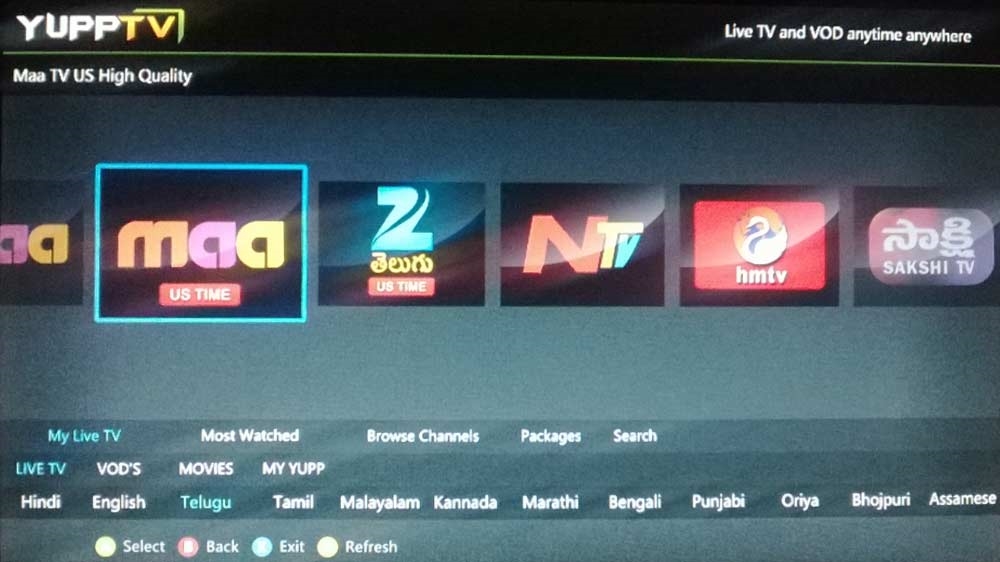 YUPPTV
Live TV and VOD anytime anywhere
Maa TV US High Quality
aa
maa
US TIME
తెలుగు
US TIME
NTV
hmtv
సాక్షి
SAKSHI TV
My Live TV Most Watched Browse Channels Packages Search
LIVE TV VOD'S MOVIES MY YUPP
Hindi English Telugu Tamil Malayalam Kannada Marathi Bengali Punjabi Oriya Bhojpuri Assamese
Select Back Exit Refresh